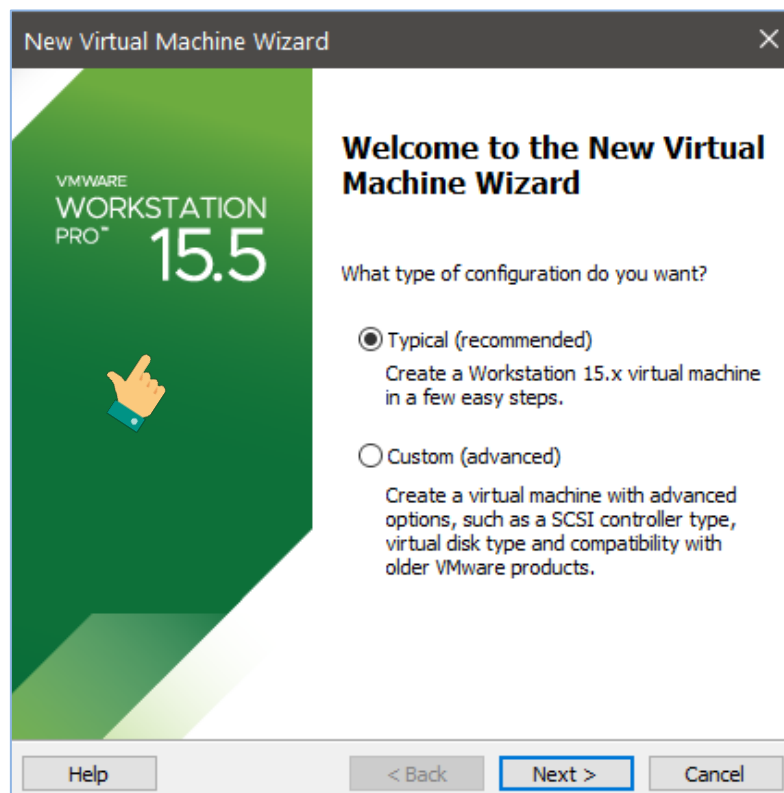 New Virtual Machine Wizard
VMWARE
WORKSTATION
PRO™ 15.5
Welcome to the New Virtual
Machine Wizard
What type of configuration do you want?
Typical (recommended)
Create a Workstation 15.x virtual machine
in a few easy steps.
Custom (advanced)
Create a virtual machine with advanced
options, such as a SCSI controller type,
virtual disk type and compatibility with
older VMware products.
Help < Back Next > Cancel